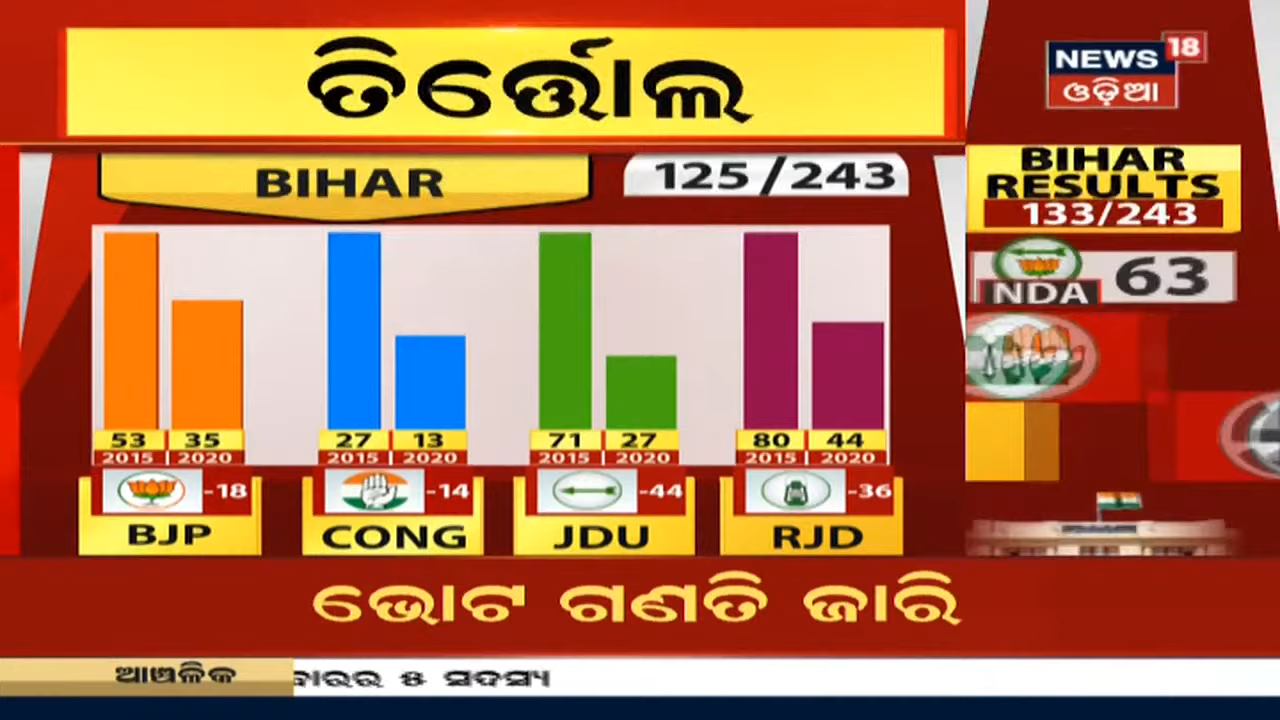 ତିର୍ତ୍ତୋଲ
NEWS 18
ଓଡ଼ିଆ
BIHAR
125/243
BIHAR
RESULTS
133/243
NDA 63
53 35 27 13 71 27 80 44
2015 2020 2015 2020 2015 2020 2015 2020
-18 -14 -44 -36
BJP CONG JDU RJD
ଭୋଟ ଗଣତି ଜାରି
ଆଞ୍ଚଳିକ
ବାରର ୫ ସଦସ୍ୟ